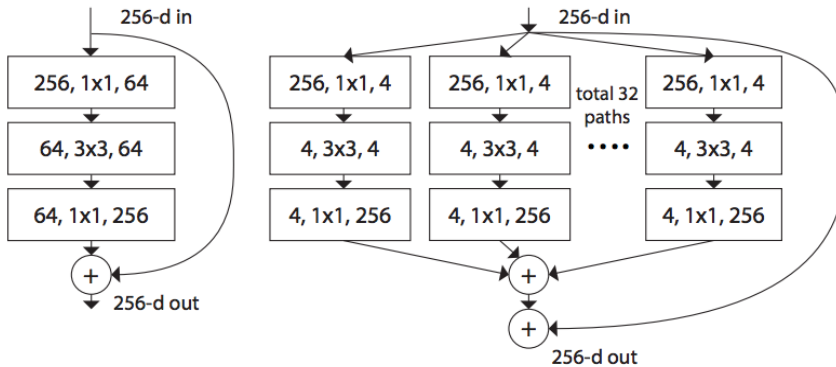 256-d in
256, 1x1, 64
64, 3x3, 64
64, 1x1, 256
+
256-d out
256-d in
256, 1x1, 4
256, 1x1, 4
total 32
paths
256, 1x1, 4
4, 3x3, 4
4, 3x3, 4
....
4, 3x3, 4
4, 1x1, 256
4, 1x1, 256
4, 1x1, 256
+
+
256-d out